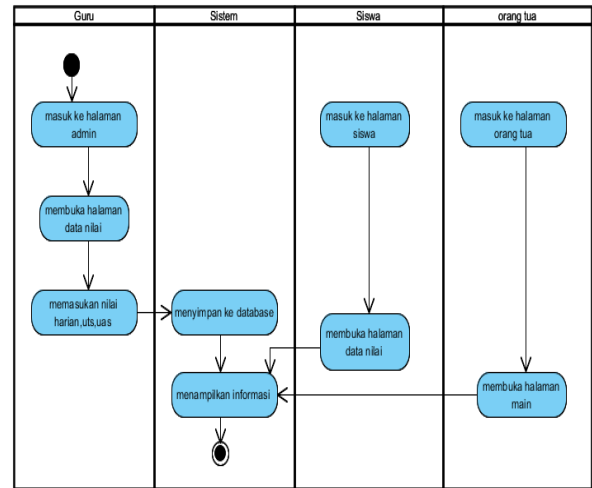 Guru
Sistem
Siswa
orang tua
masuk ke halaman
admin
masuk ke halaman
siswa
masuk ke halaman
orang tua
membuka halaman
data nilai
memasukan nilai
harian,uts,uas
menyimpan ke database
membuka halaman
data nilai
menampilkan informasi
membuka halaman
main